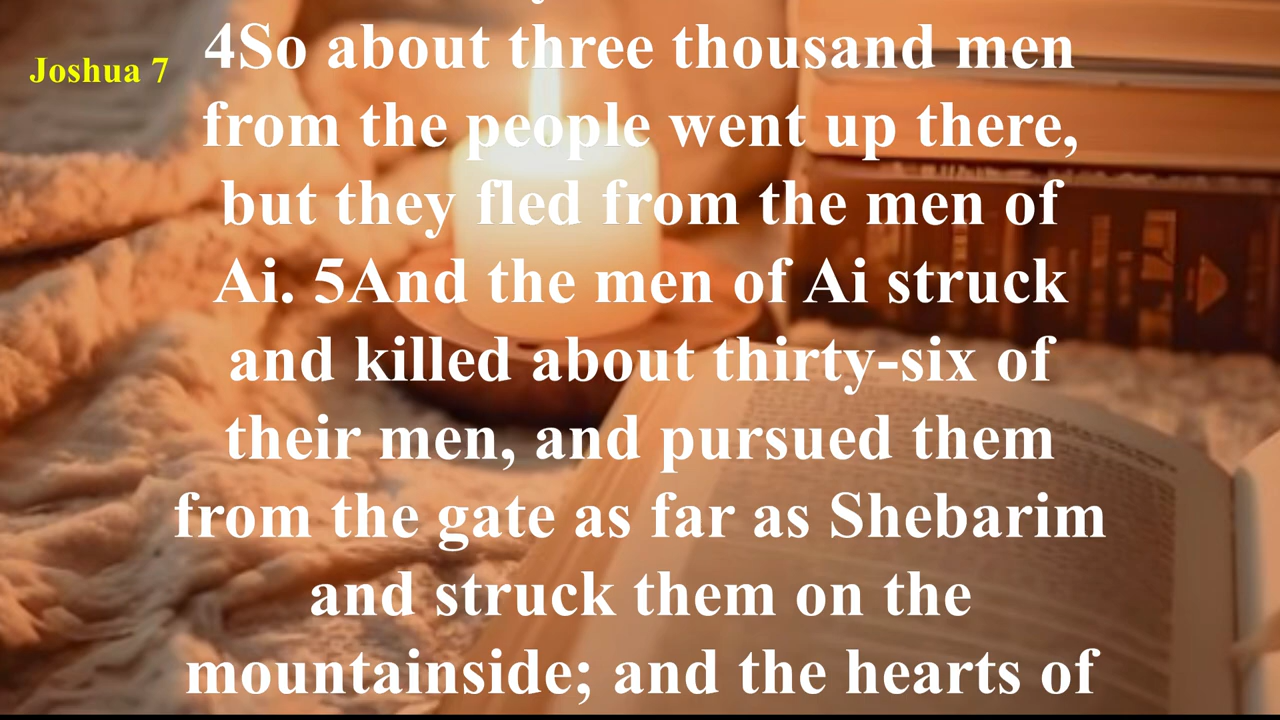 Joshua 7
4So about three thousand men
from the people went up there,
but they fled from the men of
Ai. 5And the men of Ai struck
and killed about thirty-six of
their men, and pursued them
from the gate as far as Shebarim
and struck them on the
mountainside; and the hearts of